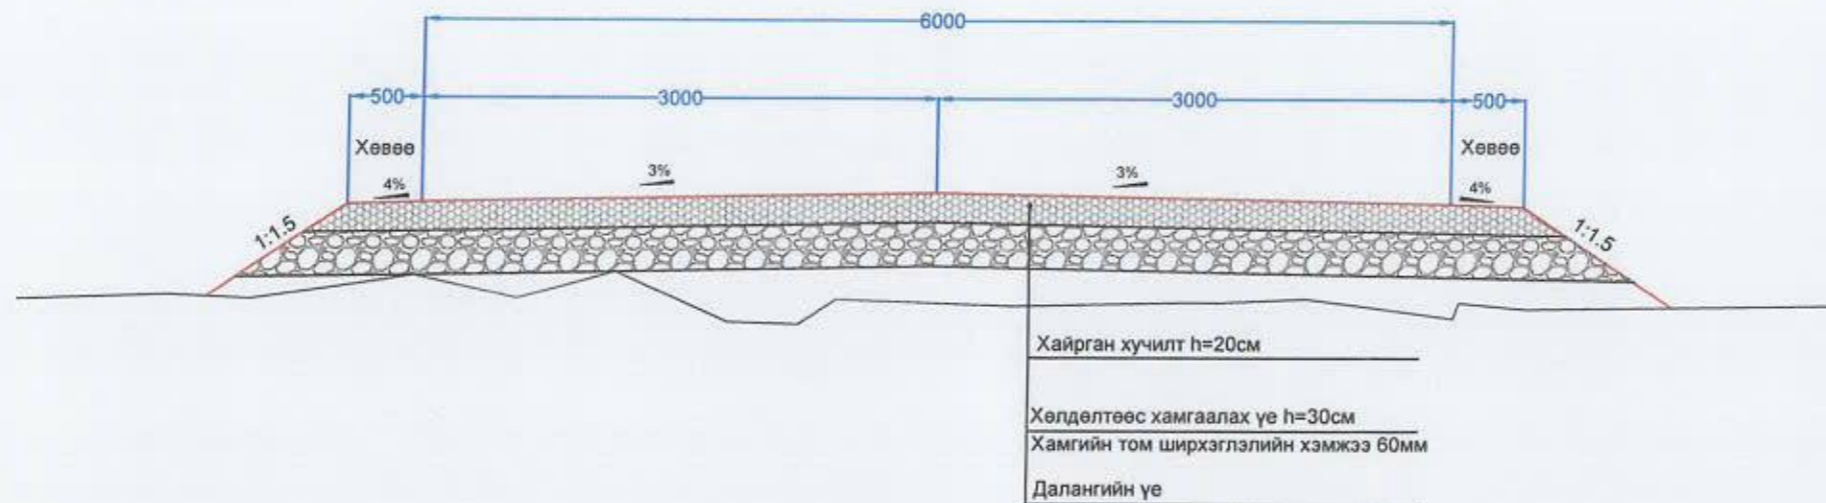 6000
500 3000 3000 500
Хөвөө Хөвөө
4% 3% 3% 4%
1:1.5 1:1.5
Хайрган хучилт h=20см
Хөлдөлтөөс хамгаалах үе h=30см
Хамгийн том ширхэглэлийн хэмжээ 60мм
Далангийн үе